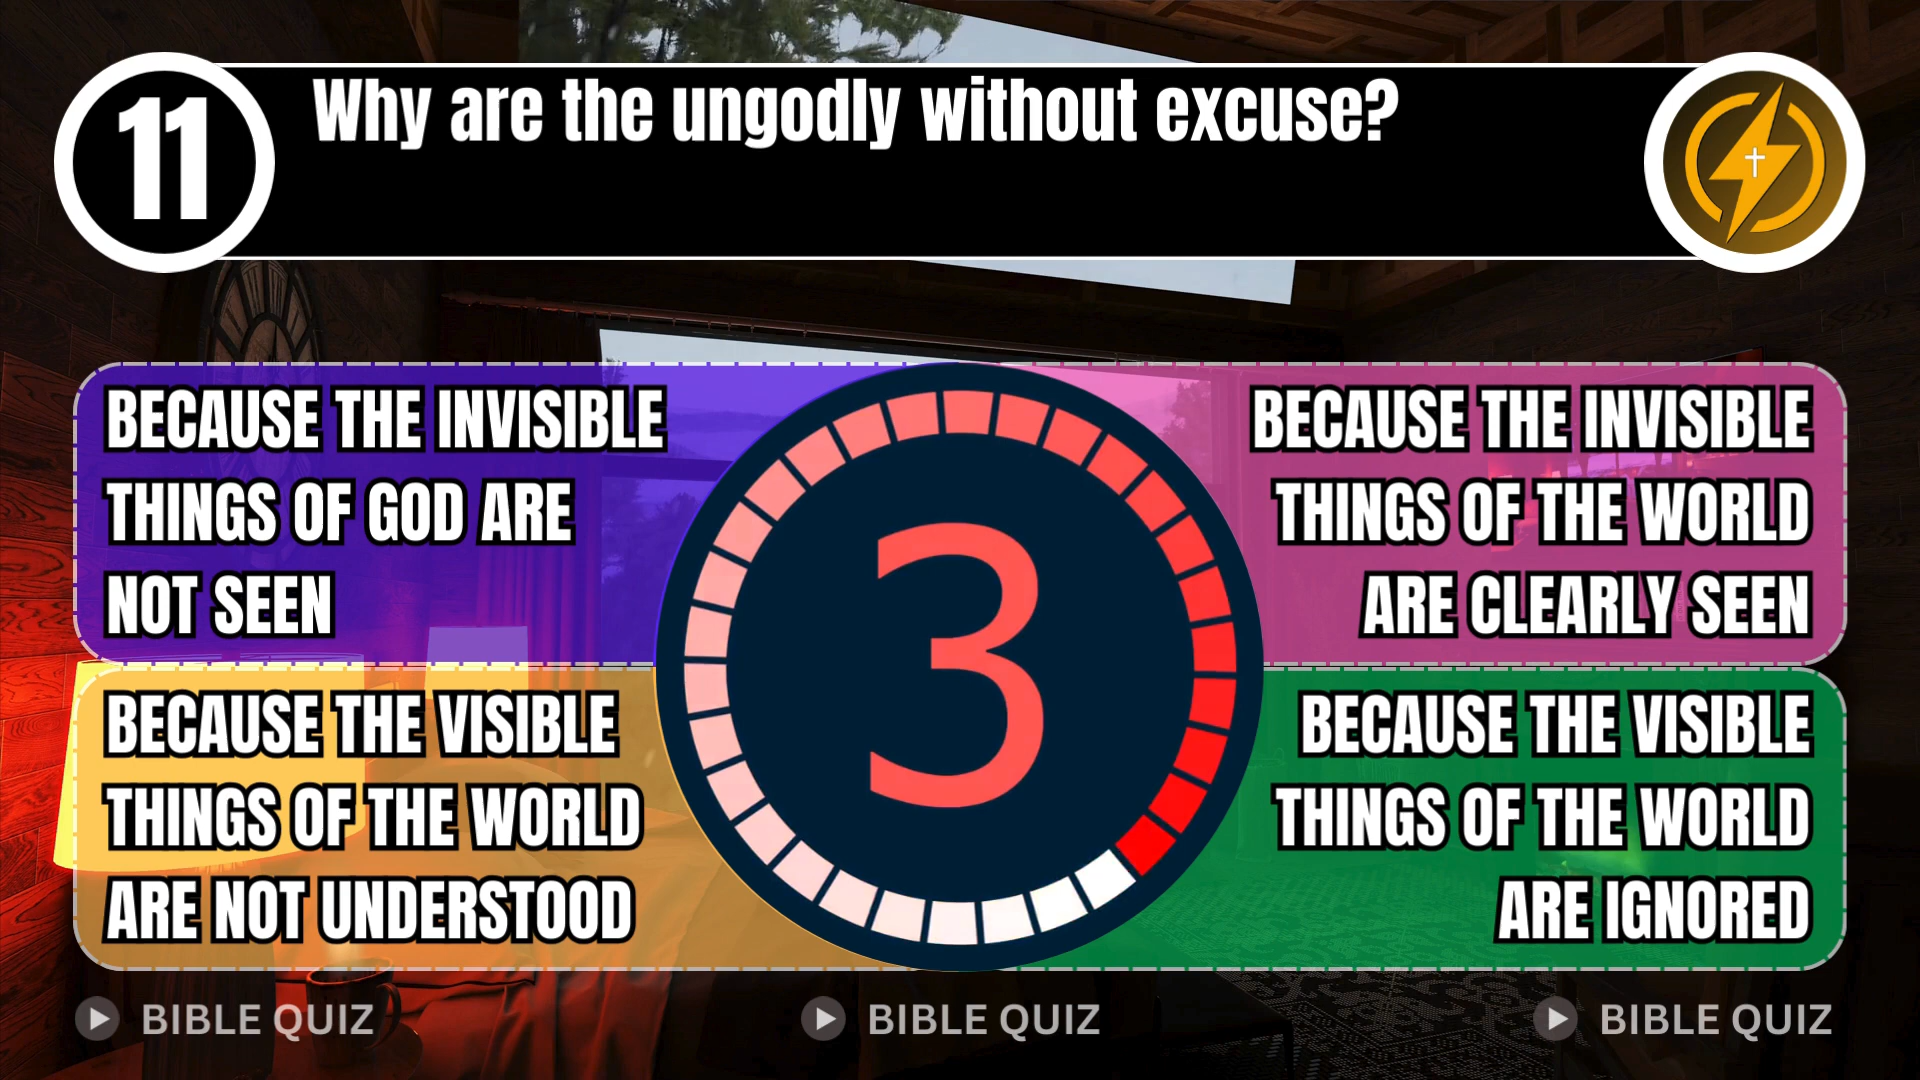 11
Why are the ungodly without excuse?
BECAUSE THE INVISIBLE
THINGS OF GOD ARE
NOT SEEN
BECAUSE THE INVISIBLE
THINGS OF THE WORLD
ARE CLEARLY SEEN
3
BECAUSE THE VISIBLE
THINGS OF THE WORLD
ARE NOT UNDERSTOOD
BECAUSE THE VISIBLE
THINGS OF THE WORLD
ARE IGNORED
BIBLE QUIZ
BIBLE QUIZ
BIBLE QUIZ